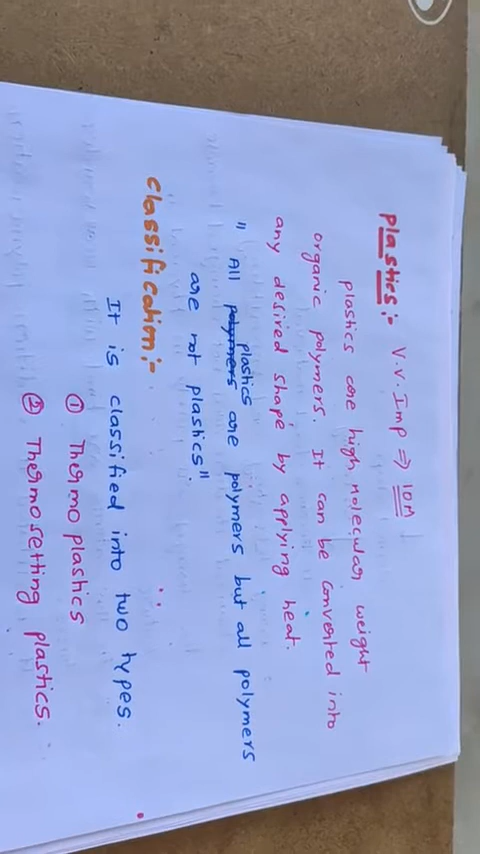 Plastics:- V.V. Imp ⇒ 10M
Plastics are high molecular weight
organic polymers. It can be converted into
any desired shape by applying heat.
" All polymers plastics are polymers but all polymers
are not plastics".
Classification:-
It is classified into two types.
① Thermo plastics
② Thermosetting plastics.